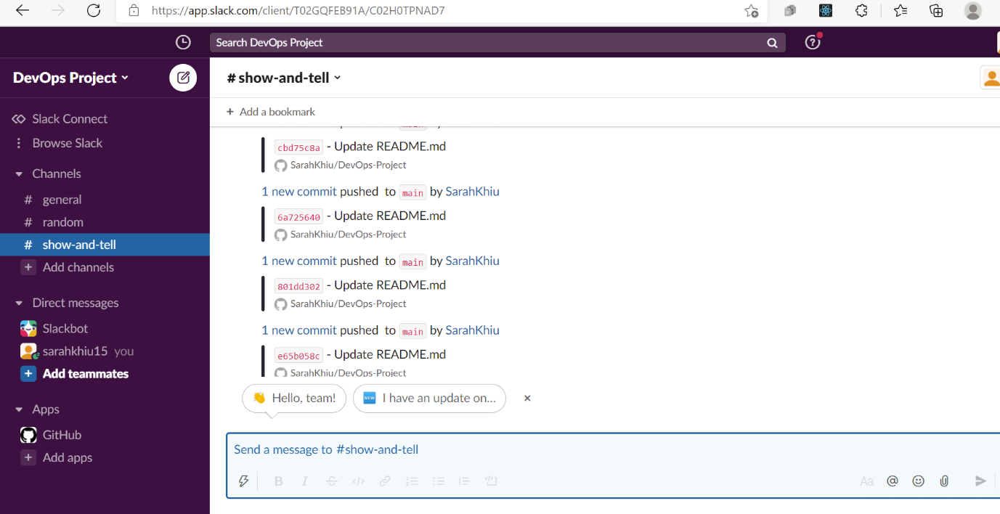 https://app.slack.com/client/T02GQFEB91A/C02H0TPNAD7
Search DevOps Project
DevOps Project
Slack Connect
Browse Slack
Channels
# general
# random
# show-and-tell
+ Add channels
Direct messages
Slackbot
sarahkhiu15 you
+ Add teammates
Apps
GitHub
+ Add apps
# show-and-tell
+ Add a bookmark
cbd75c8a - Update README.md
SarahKhiu/DevOps-Project
1 new commit pushed to main by SarahKhiu
6a725640 - Update README.md
SarahKhiu/DevOps-Project
1 new commit pushed to main by SarahKhiu
801dd302 - Update README.md
SarahKhiu/DevOps-Project
1 new commit pushed to main by SarahKhiu
e65b058c - Update README.md
SarahKhiu/DevOps-Project
👋 Hello, team!
NEW I have an update on...
Send a message to #show-and-tell
B I S </>
Aa @